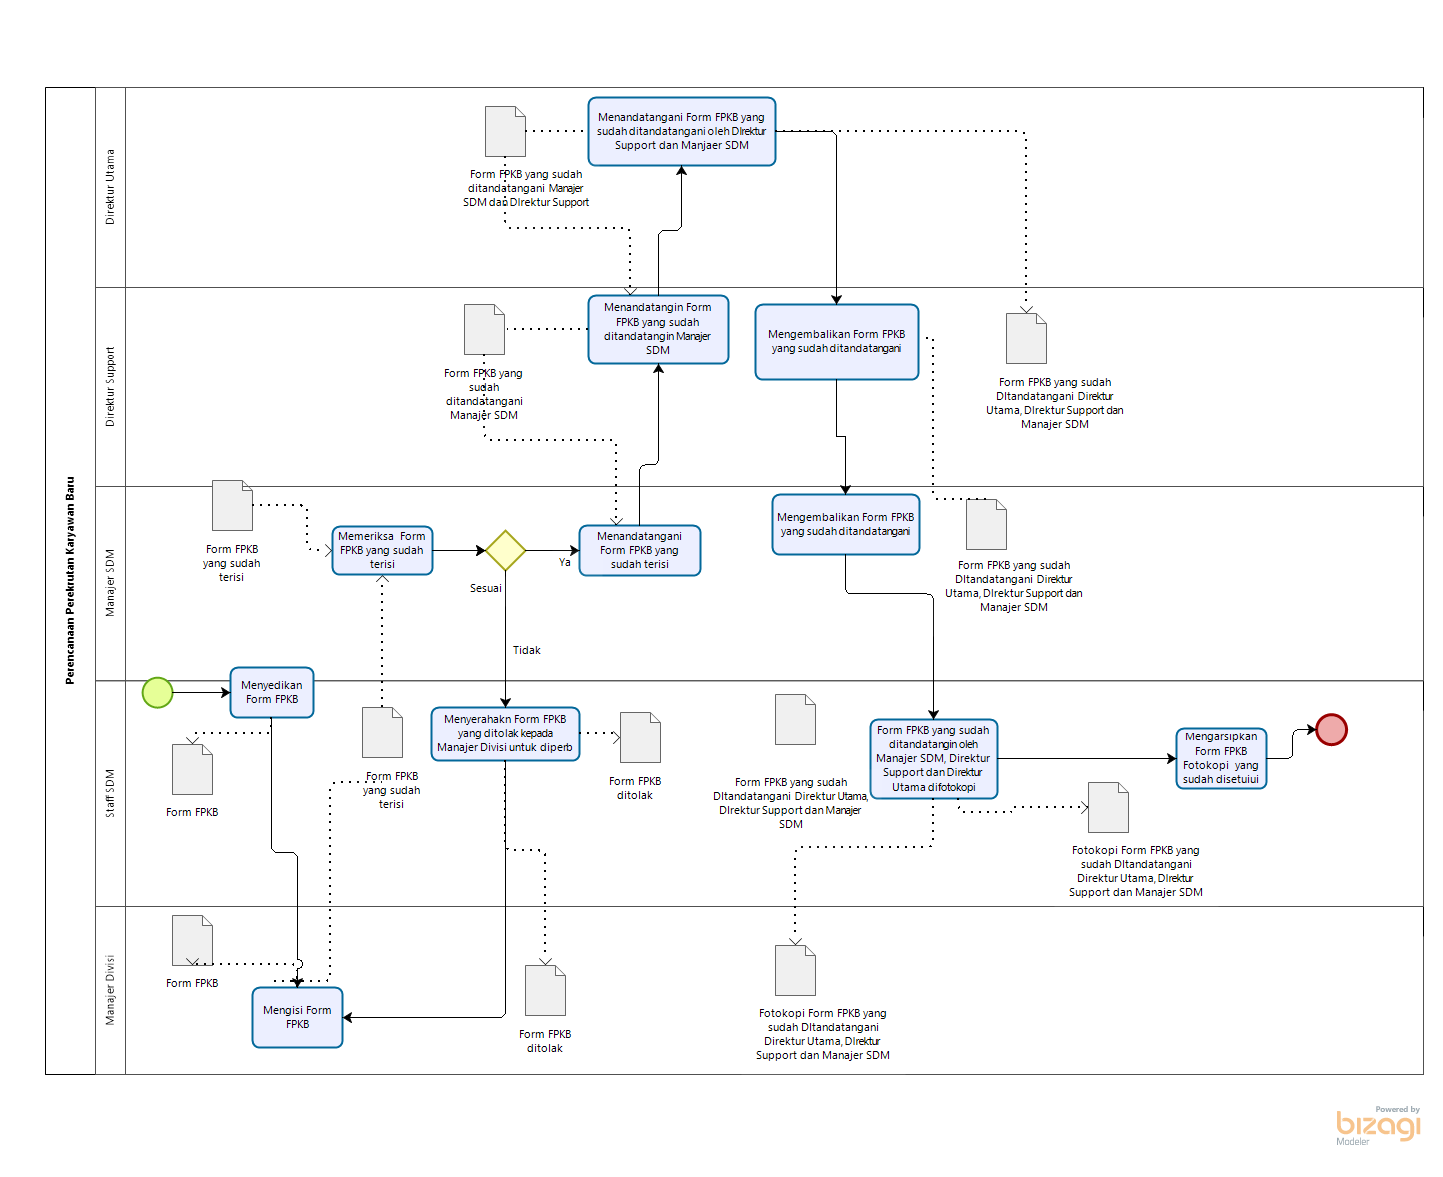 Perencanaan Perekrutan Karyawan Baru
Direktur Utama
Menandatangani Form FPKB yang
sudah ditandatangani oleh DIrektur
Support dan Manjaer SDM
Form FPKB yang sudah
ditandatangani Manajer
SDM dan DIrektur Support
Direktur Support
Menandatangin Form
FPKB yang sudah
ditandatangin Manajer
SDM
Mengembalikan Form FPKB
yang sudah ditandatangani
Form FPKB yang
sudah
ditandatangani
Manajer SDM
Form FPKB yang sudah
DItandatangani Direktur
Utama, DIrektur Support dan
Manajer SDM
Manajer SDM
Form FPKB
yang sudah
terisi
Memeriksa Form
FPKB yang sudah
terisi
Sesuai
Ya
Tidak
Menandatangani
Form FPKB yang
sudah terisi
Mengembalikan Form FPKB
yang sudah ditandatangani
Form FPKB yang sudah
DItandatangani Direktur
Utama, DIrektur Support dan
Manajer SDM
Staff SDM
Menyedikan
Form FPKB
Form FPKB
Form FPKB
yang sudah
terisi
Menyerahakn Form FPKB
yang ditolak kepada
Manajer Divisi untuk diperb
Form FPKB
ditolak
Form FPKB yang sudah
DItandatangani Direktur Utama,
DIrektur Support dan Manajer
SDM
Form FPKB yang sudah
ditandatangin oleh
Manajer SDM, Direktur
Support dan Direktur
Utama difotokopi
Fotokopi Form FPKB yang
sudah DItandatangani
Direktur Utama, DIrektur
Support dan Manajer SDM
Mengarsipkan
Form FPKB
Fotokopi yang
sudah disetuiui
Manajer Divisi
Form FPKB
Mengisi Form
FPKB
Form FPKB
ditolak
Fotokopi Form FPKB yang
sudah DItandatangani
Direktur Utama, DIrektur
Support dan Manajer SDM
Powered by
bizagi
Modeler